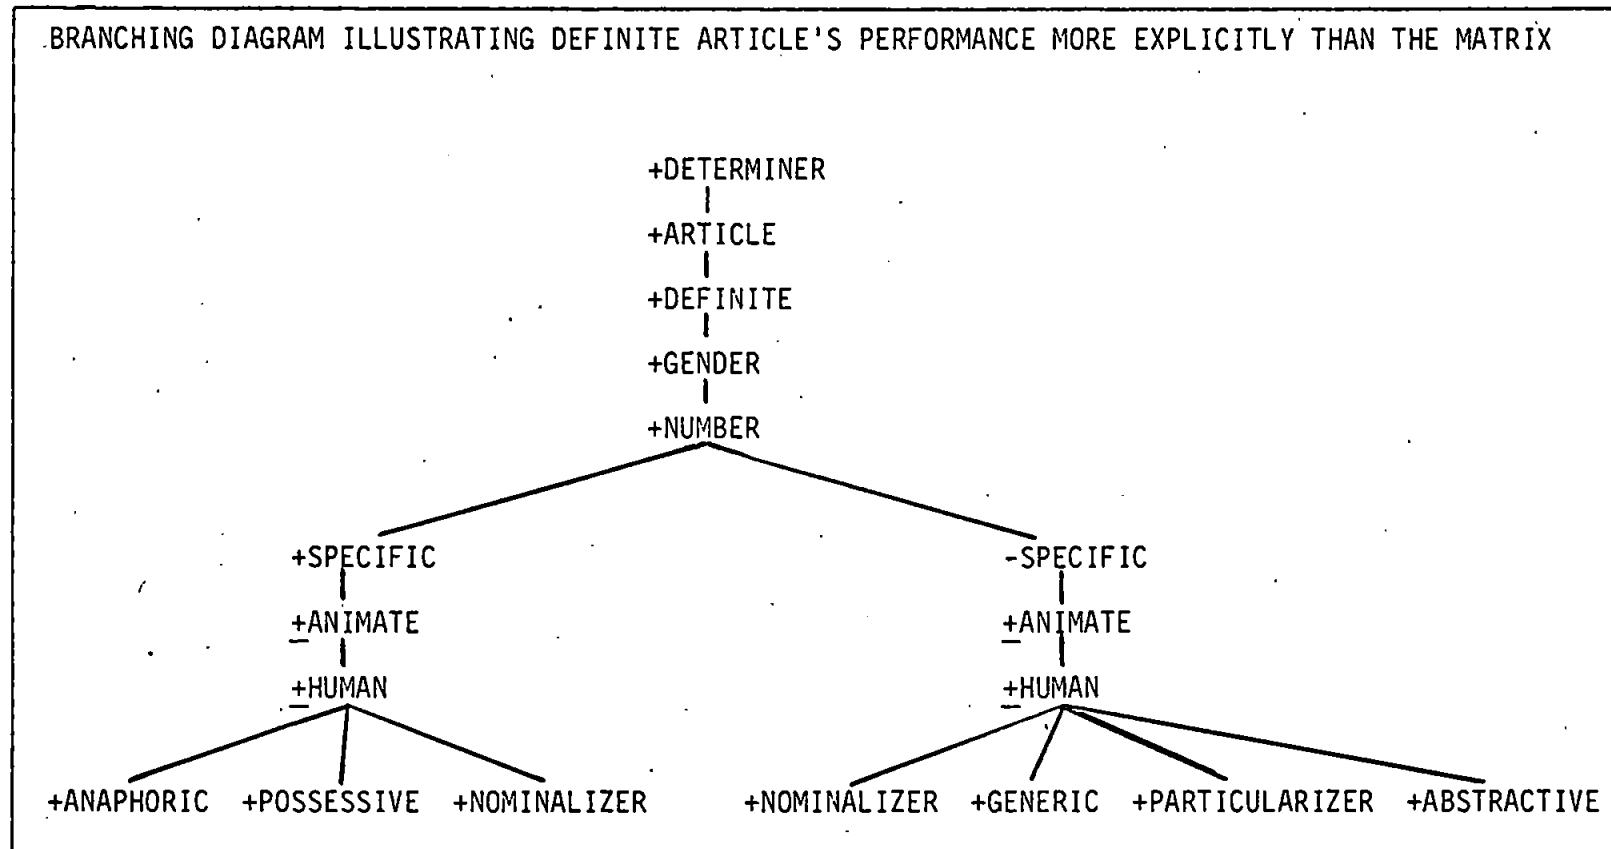 BRANCHING DIAGRAM ILLUSTRATING DEFINITE ARTICLE'S PERFORMANCE MORE EXPLICITLY THAN THE MATRIX
+DETERMINER
+ARTICLE
+DEFINITE
+GENDER
+NUMBER
+SPECIFIC -SPECIFIC
±ANIMATE ±ANIMATE
±HUMAN ±HUMAN
+ANAPHORIC +POSSESSIVE +NOMINALIZER +NOMINALIZER +GENERIC +PARTICULARIZER +ABSTRACTIVE